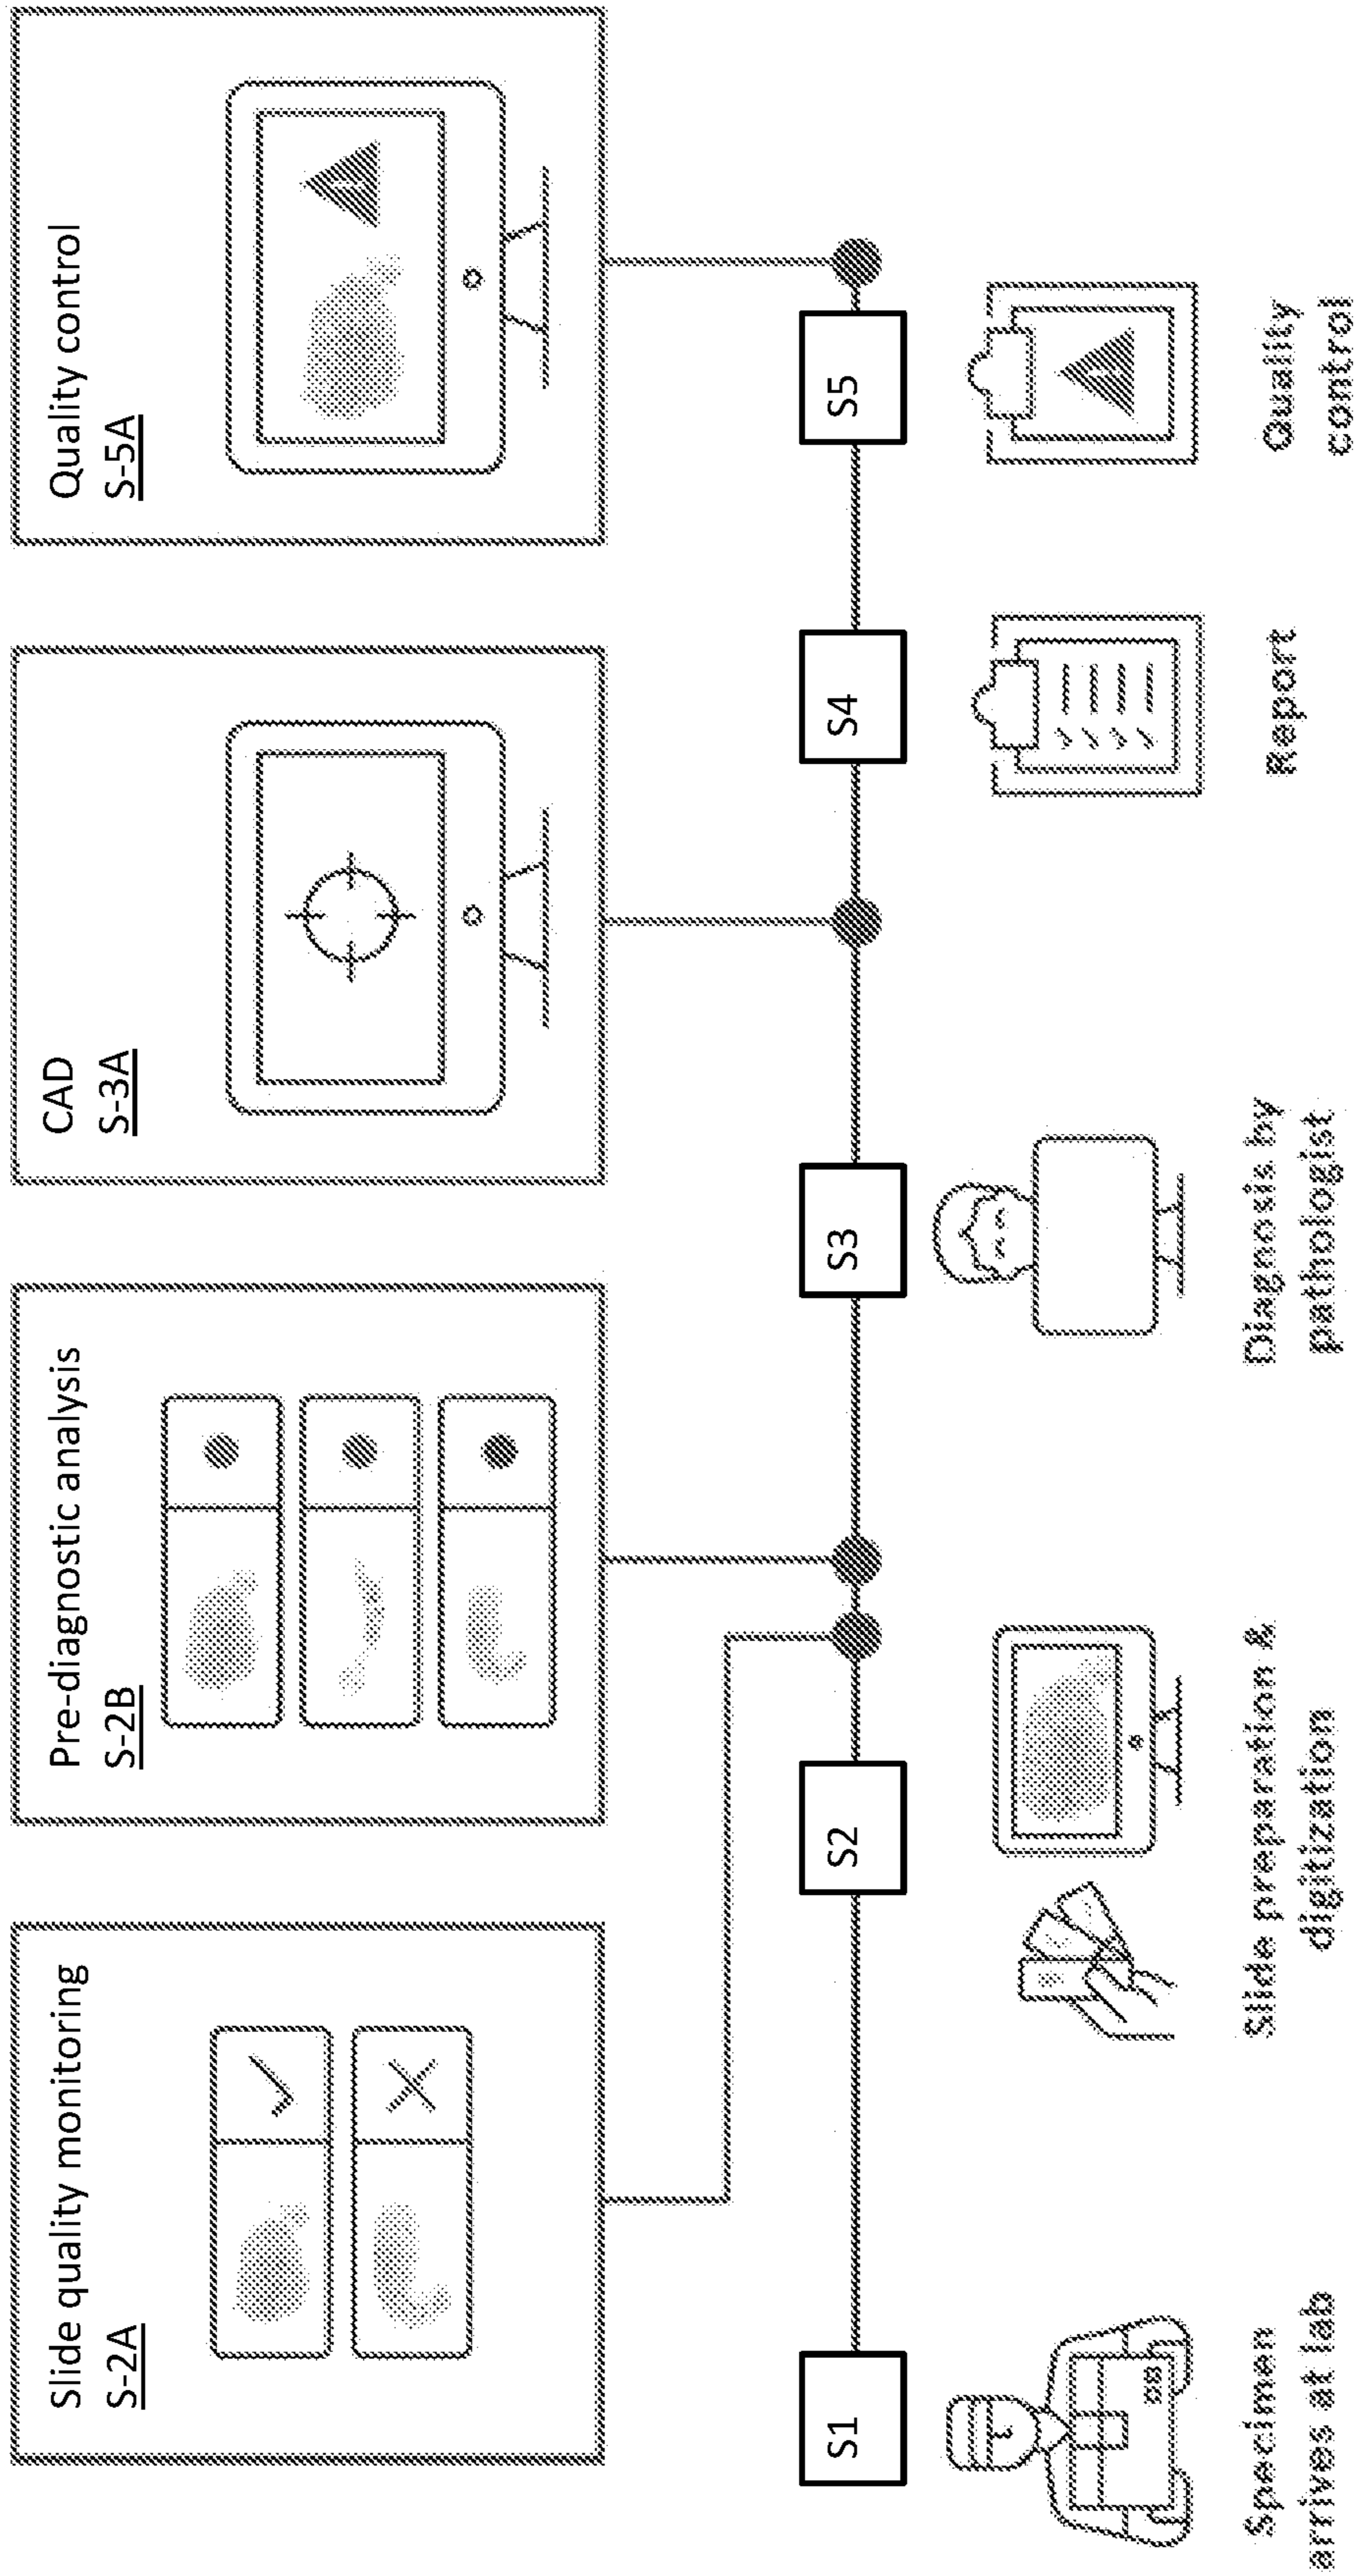 Slide quality monitoring
S-2A
Pre-diagnostic analysis
S-2B
CAD
S-3A
Quality control
S-5A
S1
S2
S3
S4
S5
Specimen
arrives at lab
Slide preparation &
digitization
Diagnosis by
pathologist
Report
Quality
control